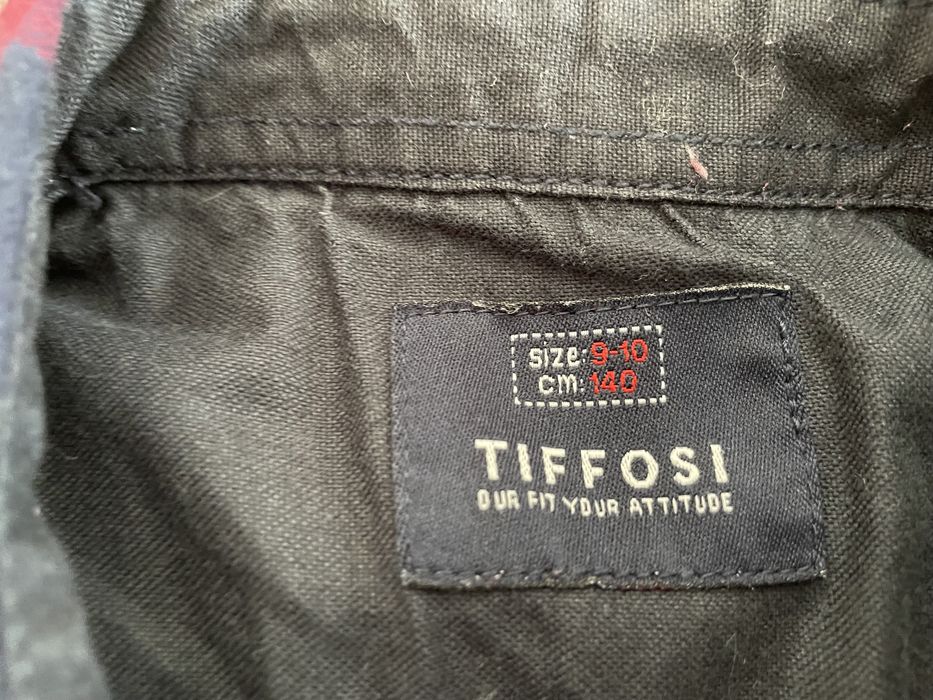 size: 9-10
cm: 140
TIFFOSI
OUR FIT YOUR ATTITUDE